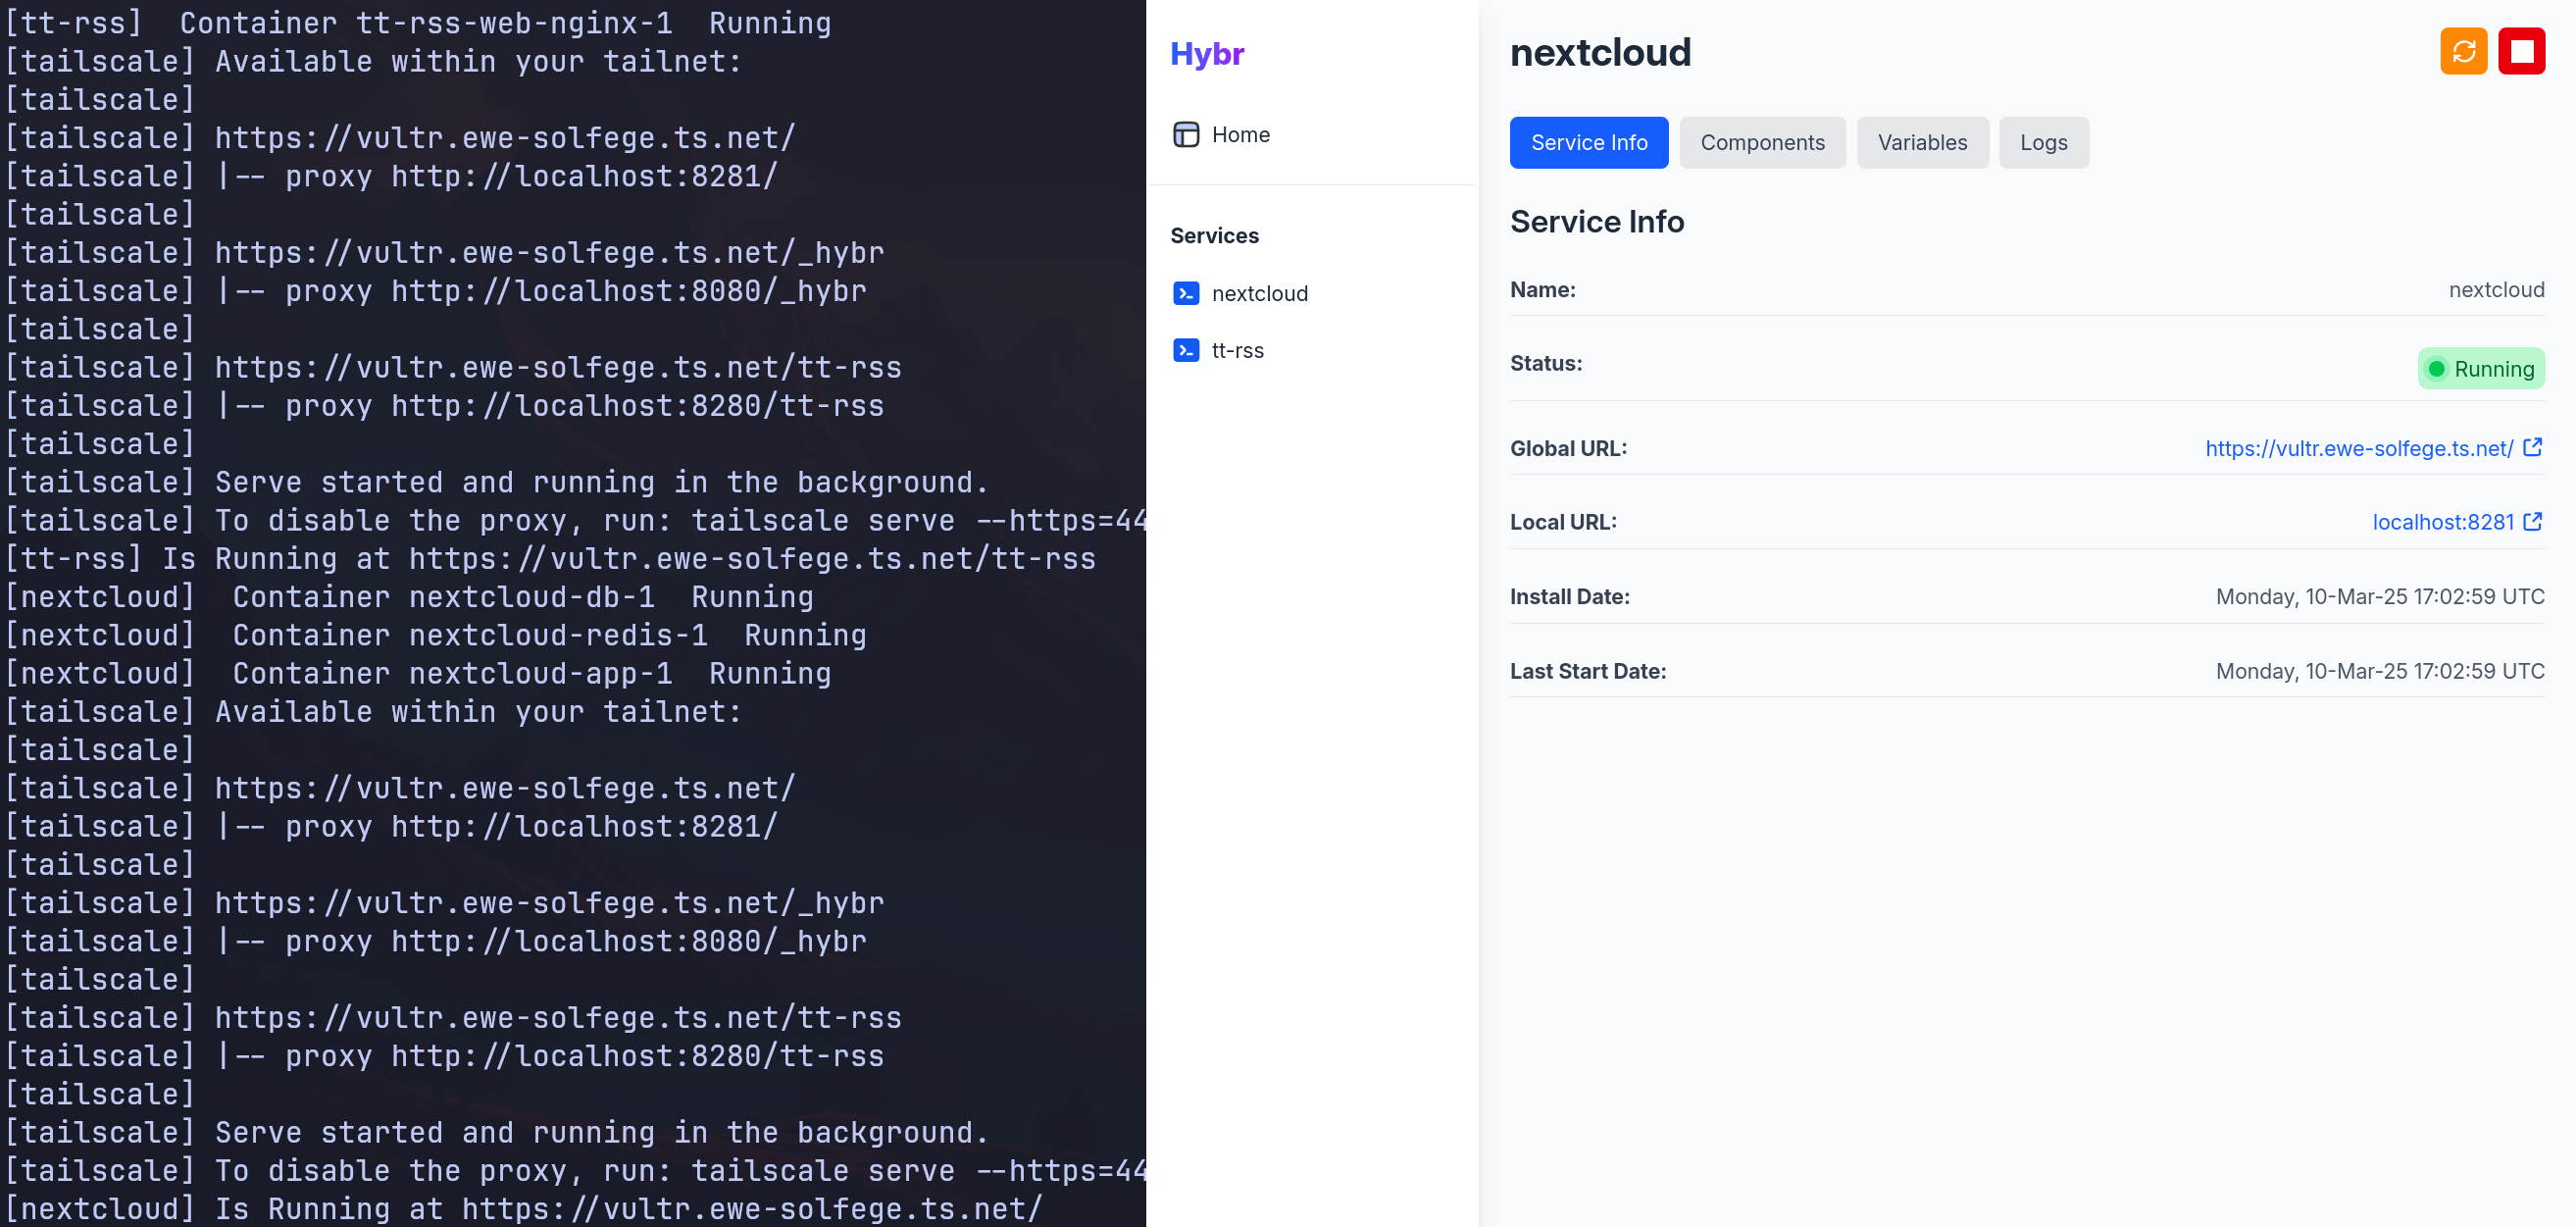 [tt-rss]  Container tt-rss-web-nginx-1  Running
[tailscale] Available within your tailnet:
[tailscale]
[tailscale] https://vultr.ewe-solfege.ts.net/
[tailscale] |-- proxy http://localhost:8281/
[tailscale]
[tailscale] https://vultr.ewe-solfege.ts.net/_hybr
[tailscale] |-- proxy http://localhost:8080/_hybr
[tailscale]
[tailscale] https://vultr.ewe-solfege.ts.net/tt-rss
[tailscale] |-- proxy http://localhost:8280/tt-rss
[tailscale]
[tailscale] Serve started and running in the background.
[tailscale] To disable the proxy, run: tailscale serve --https=44
[tt-rss] Is Running at https://vultr.ewe-solfege.ts.net/tt-rss
[nextcloud]  Container nextcloud-db-1  Running
[nextcloud]  Container nextcloud-redis-1  Running
[nextcloud]  Container nextcloud-app-1  Running
[tailscale] Available within your tailnet:
[tailscale]
[tailscale] https://vultr.ewe-solfege.ts.net/
[tailscale] |-- proxy http://localhost:8281/
[tailscale]
[tailscale] https://vultr.ewe-solfege.ts.net/_hybr
[tailscale] |-- proxy http://localhost:8080/_hybr
[tailscale]
[tailscale] https://vultr.ewe-solfege.ts.net/tt-rss
[tailscale] |-- proxy http://localhost:8280/tt-rss
[tailscale]
[tailscale] Serve started and running in the background.
[tailscale] To disable the proxy, run: tailscale serve --https=44
[nextcloud] Is Running at https://vultr.ewe-solfege.ts.net/
Hybr
Home
Services
nextcloud
tt-rss
nextcloud
Service Info Components Variables Logs
Service Info
Name: nextcloud
Status: Running
Global URL: https://vultr.ewe-solfege.ts.net/
Local URL: localhost:8281
Install Date: Monday, 10-Mar-25 17:02:59 UTC
Last Start Date: Monday, 10-Mar-25 17:02:59 UTC